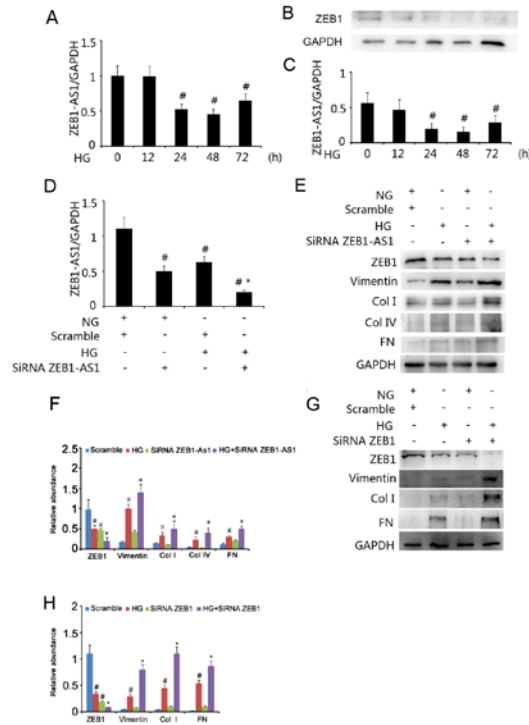 A
ZEB1-AS1/GAPDH
1.5
1
0.5
0
0 12 24 48 72 (h)
HG
# # #
B
ZEB1
GAPDH
C
ZEB1-AS1/GAPDH
1
0.5
0
# # #
0 12 24 48 72 (h)
HG
D
ZEB1-AS1/GAPDH
1.5
1
0.5
0
# # # *
NG + + - -
Scramble + - + -
HG - - + +
SiRNA ZEB1-AS1 - + - +
E
NG + - + -
Scramble + - - -
HG - + - +
SiRNA ZEB1-AS1 - - + +
ZEB1
Vimentin
Col I
Col IV
FN
GAPDH
F
Scramble HG SiRNA ZEB1-As1 HG+SiRNA ZEB1-AS1
Relative abundance
2.5
2
1.5
1
0.5
0
# # * # * # * # * # *
ZEB1 Vimentin Col I Col IV FN
G
NG + - + -
Scramble + - - -
HG - + - +
SiRNA ZEB1 - - + +
ZEB1
Vimentin
Col I
FN
GAPDH
H
Scramble HG SiRNA ZEB1 HG+SiRNA ZEB1
Relative abundance
2
1.5
1
0.5
0
# # * # * # * # *
ZEB1 Vimentin Col I FN